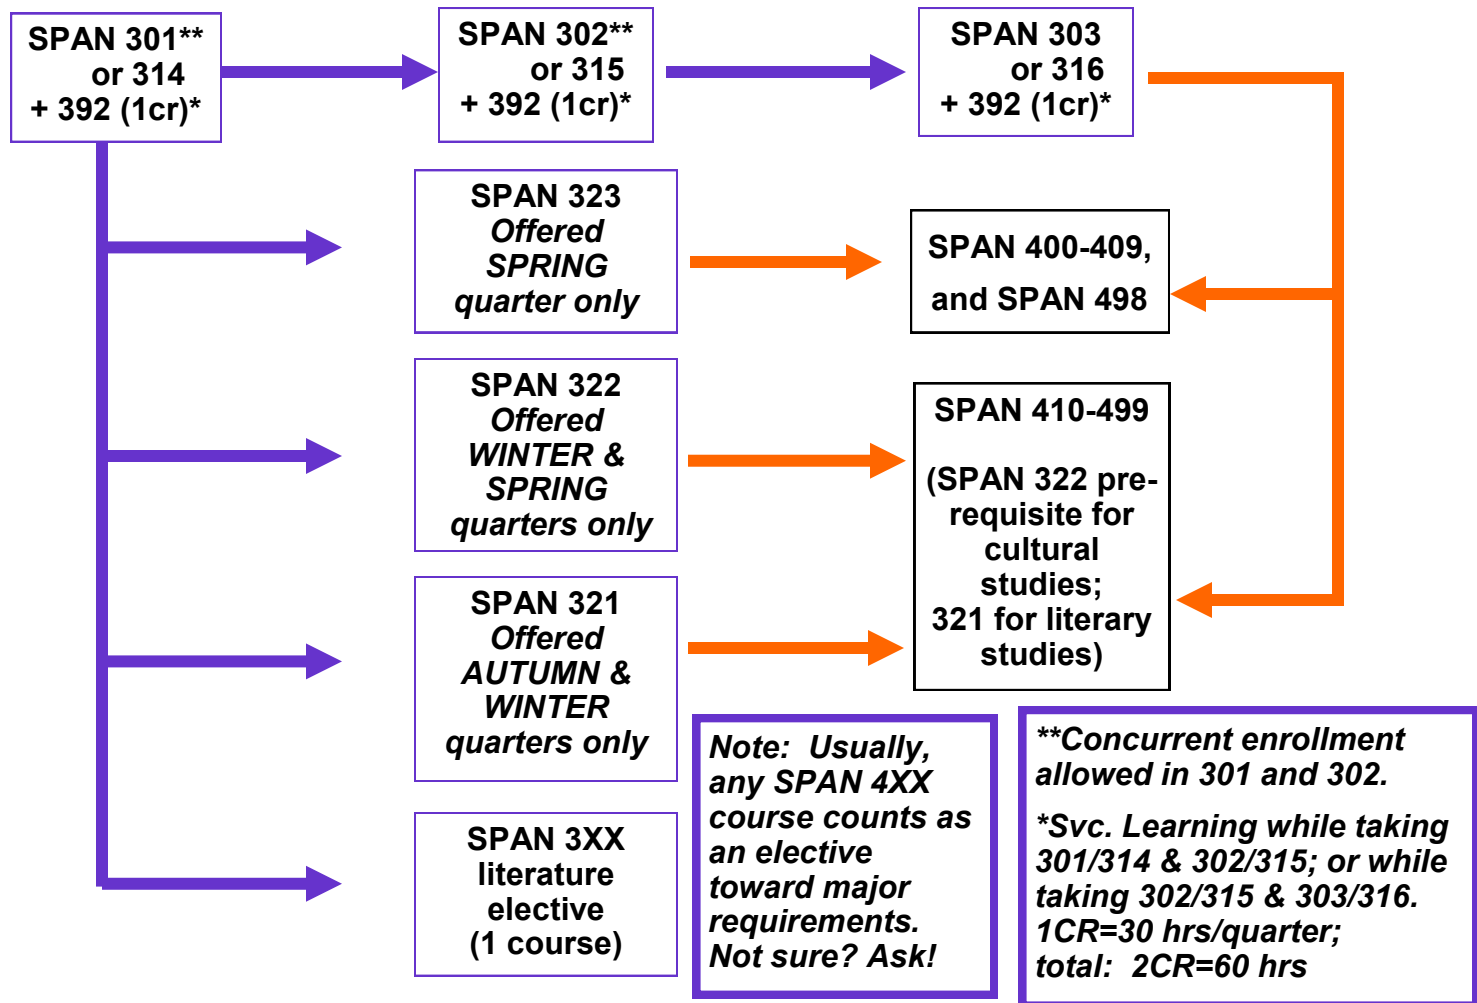 SPAN 301**
or 314
+ 392 (1cr)*
SPAN 302**
or 315
+ 392 (1cr)*
SPAN 303
or 316
+ 392 (1cr)*
SPAN 323
Offered
SPRING
quarter only
SPAN 400-409,
and SPAN 498
SPAN 322
Offered
WINTER &
SPRING
quarters only
SPAN 410-499
(SPAN 322 pre-
requisite for
cultural
studies;
321 for literary
studies)
SPAN 321
Offered
AUTUMN &
WINTER
quarters only
SPAN 3XX
literature
elective
(1 course)
Note: Usually,
any SPAN 4XX
course counts as
an elective
toward major
requirements.
Not sure? Ask!
**Concurrent enrollment
allowed in 301 and 302.
*Svc. Learning while taking
301/314 & 302/315; or while
taking 302/315 & 303/316.
1CR=30 hrs/quarter;
total: 2CR=60 hrs